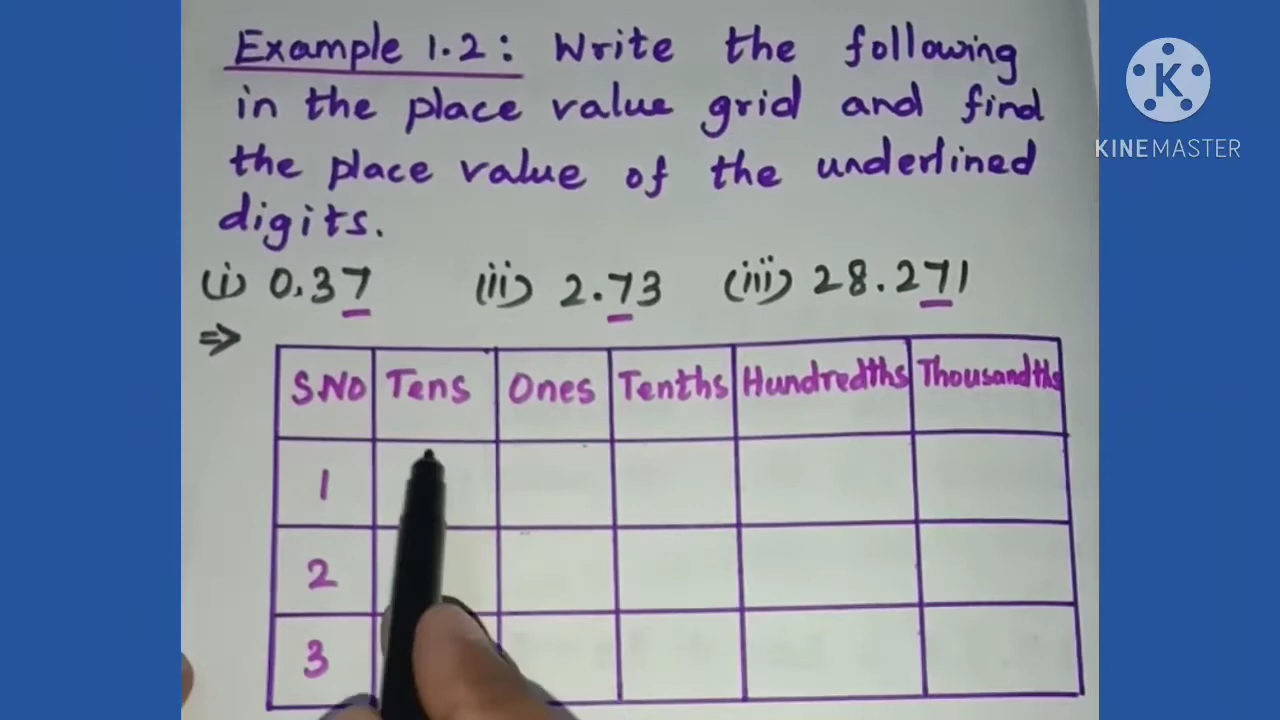 Example 1.2: Write the following
in the place value grid and find
the place value of the underlined
digits.
(i) 0.37 (ii) 2.73 (iii) 28.271
⇒
S.No Tens Ones Tenths Hundredths Thousandths
1
2
3
K
KINEMASTER